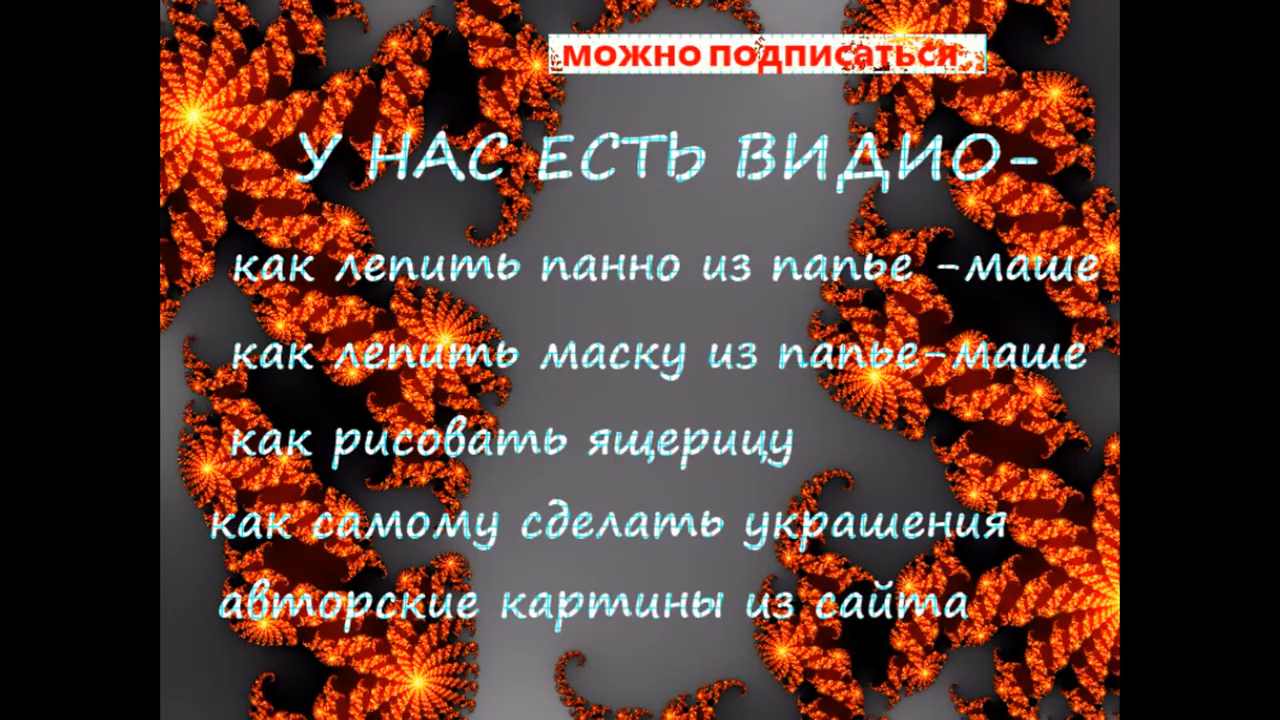 можно подписаться
У НАС ЕСТЬ ВИДИО-
как лепить панно из папье -маше
как лепить маску из папье-маше
как рисовать ящерицу
как самому сделать украшения
авторские картины из сайта